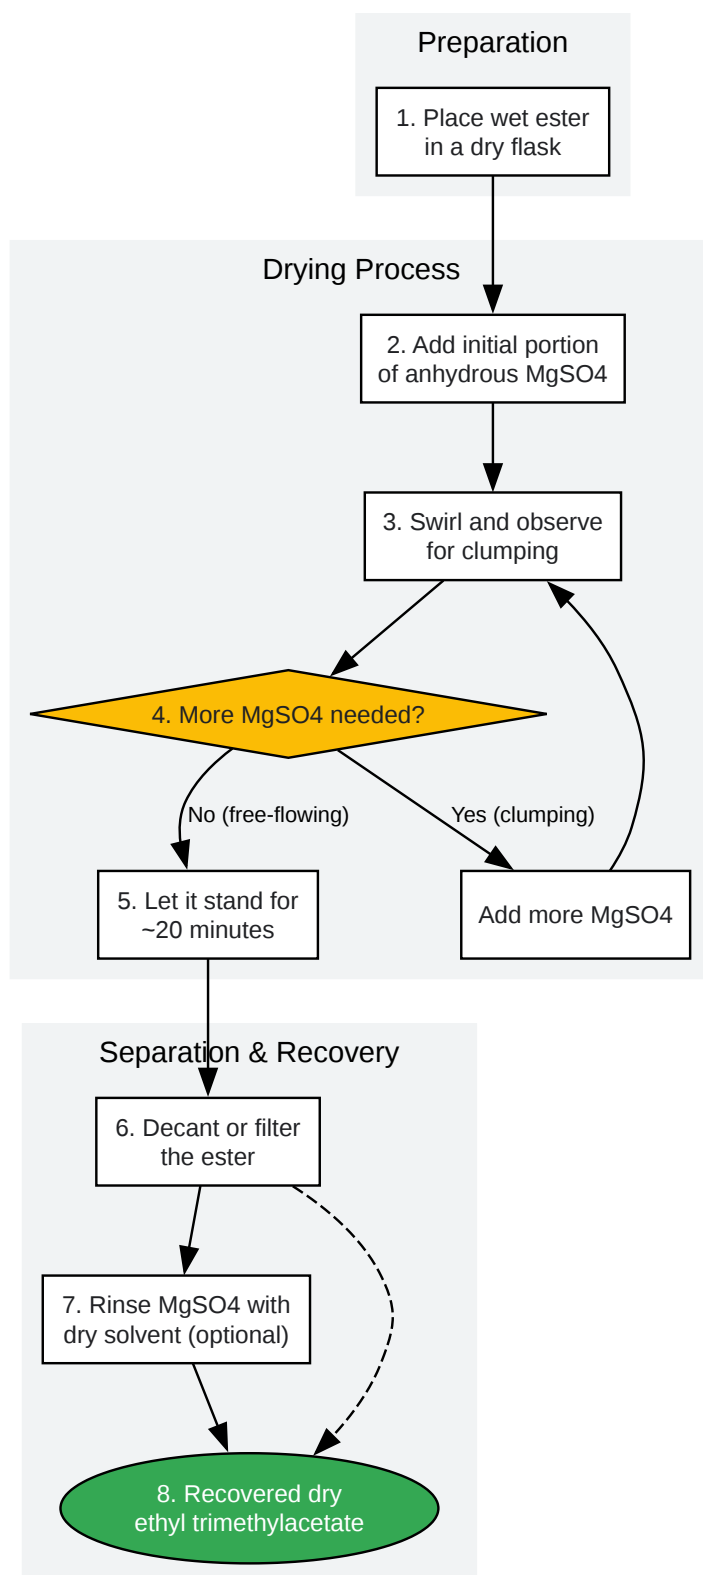 Preparation
1. Place wet ester
in a dry flask
Drying Process
2. Add initial portion
of anhydrous MgSO4
3. Swirl and observe
for clumping
4. More MgSO4 needed?
No (free-flowing)
Yes (clumping)
5. Let it stand for
~20 minutes
Add more MgSO4
Separation & Recovery
6. Decant or filter
the ester
7. Rinse MgSO4 with
dry solvent (optional)
8. Recovered dry
ethyl trimethylacetate